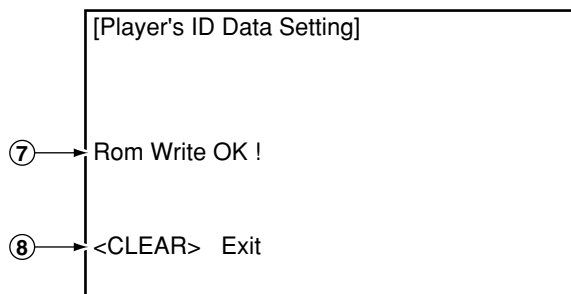 [Player's ID Data Setting]
7 Rom Write OK !
8 <CLEAR> Exit